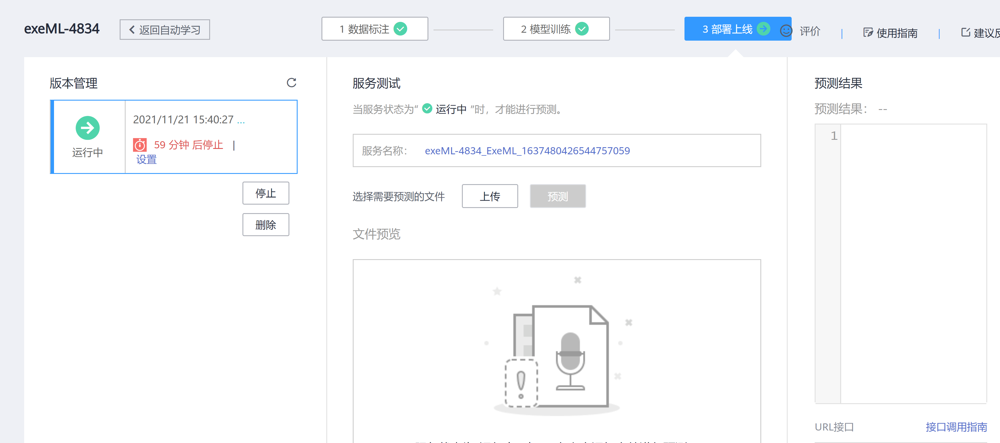 exeML-4834
返回自动学习
1 数据标注
2 模型训练
3 部署上线
评价
使用指南
建议
版本管理
2021/11/21 15:40:27 ...
运行中
59 分钟 后停止 |
设置
停止
删除
服务测试
当服务状态为“ 运行中 ”时，才能进行预测。
服务名称： exeML-4834_ExeML_1637480426544757059
选择需要预测的文件 上传 预测
文件预览
预测结果
预测结果： --
1
URL接口 接口调用指南